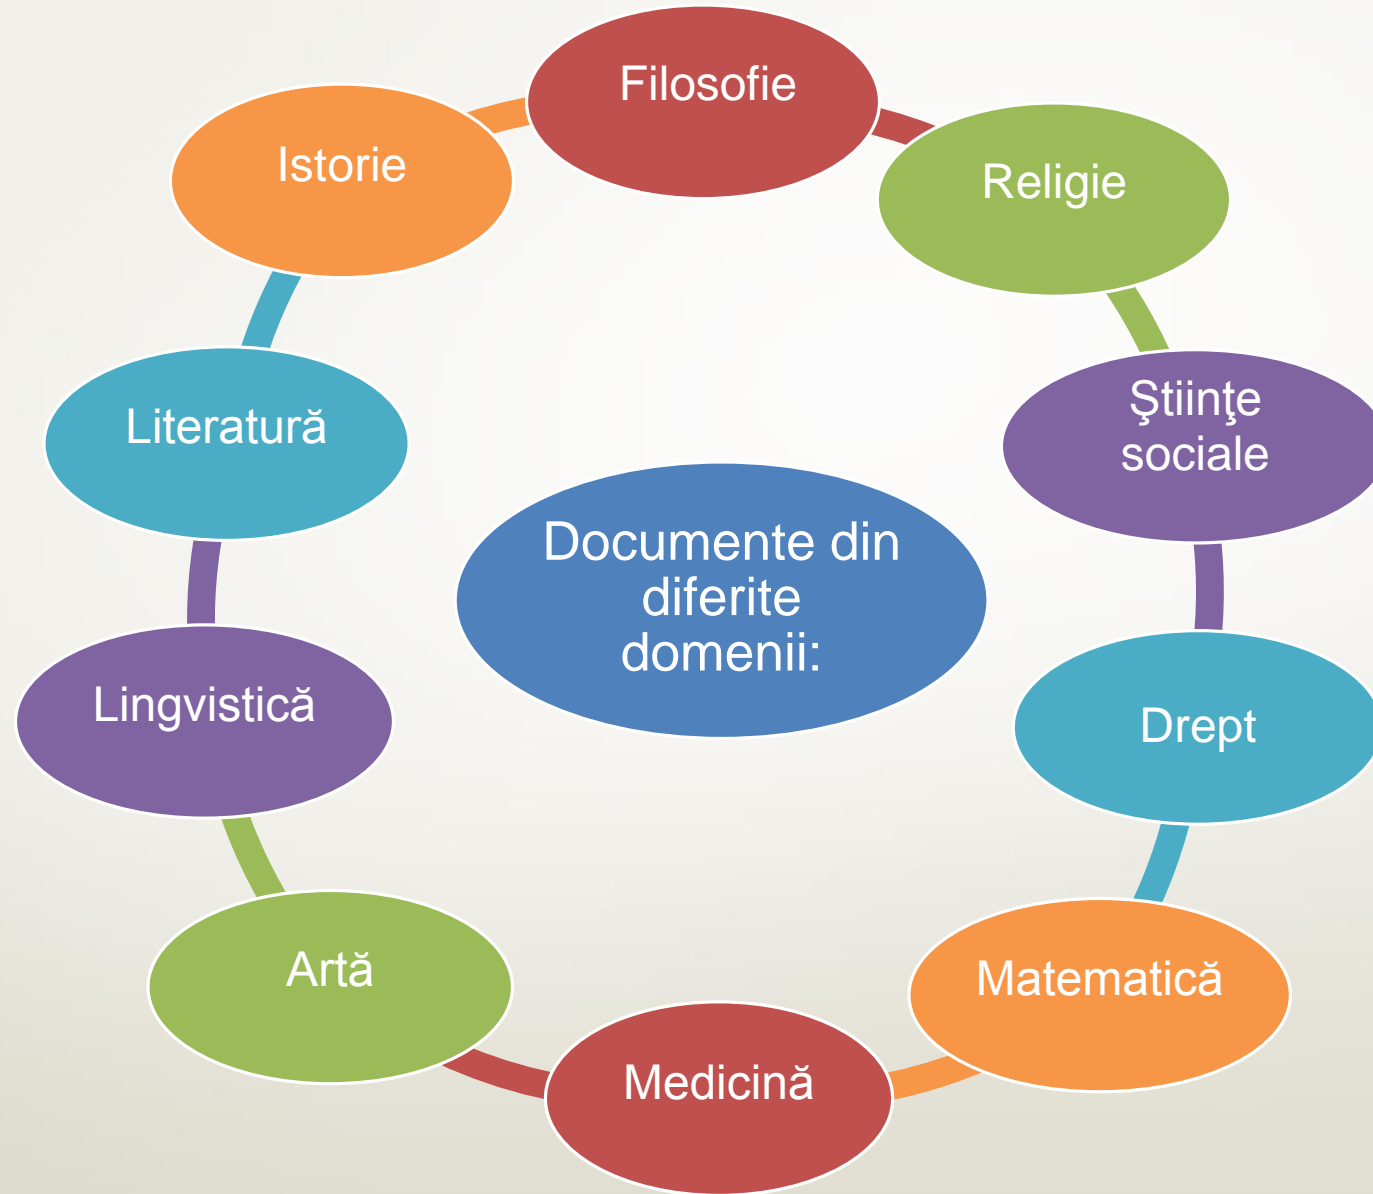 Filosofie
Religie
Ştiinţe
sociale
Drept
Matematică
Medicină
Artă
Lingvistică
Literatură
Istorie
Documente din
diferite
domenii: